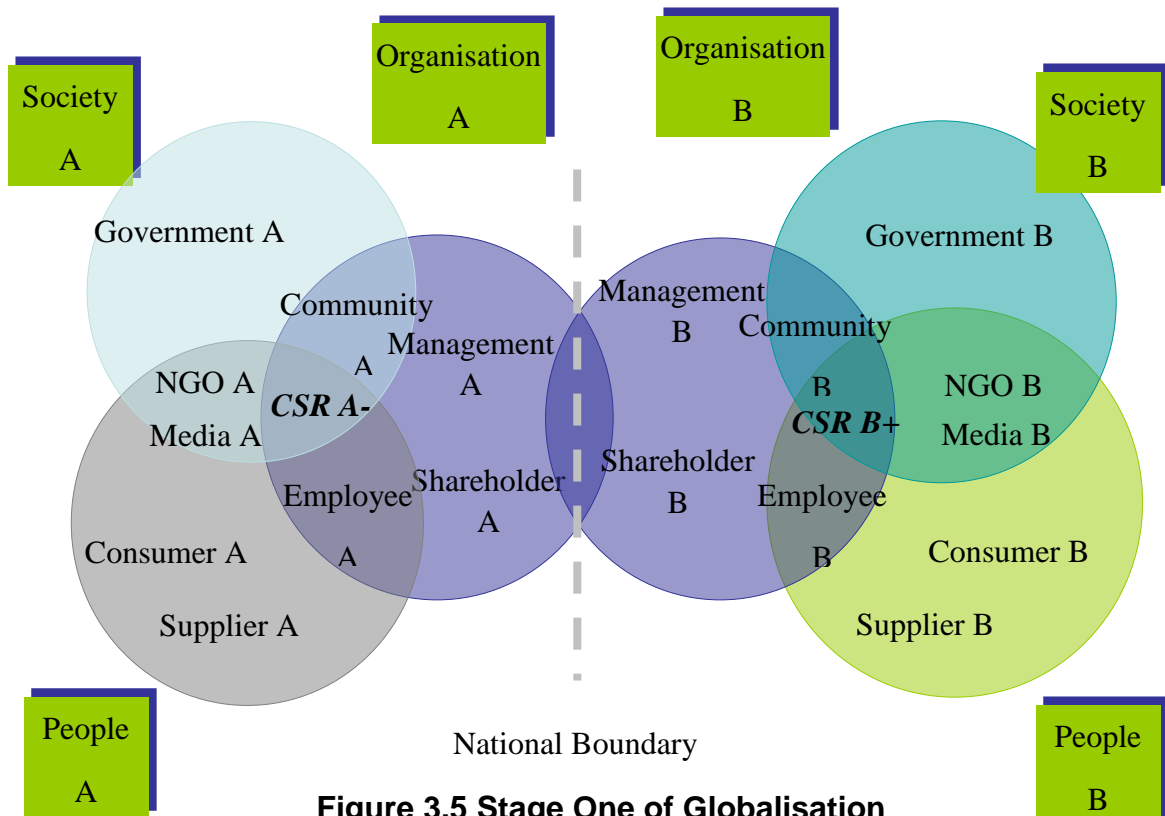 Society
A
Organisation
A
Organisation
B
Society
B
Government A
Community
A
Management
A
NGO A
Media A
CSR A-
Employee
A
Shareholder
A
Consumer A
Supplier A
Management
B
Community
B
Government B
CSR B+
NGO B
Media B
Shareholder
B
Employee
B
Consumer B
Supplier B
People
A
National Boundary
People
B
Figure 3.5 Stage One of Globalisation